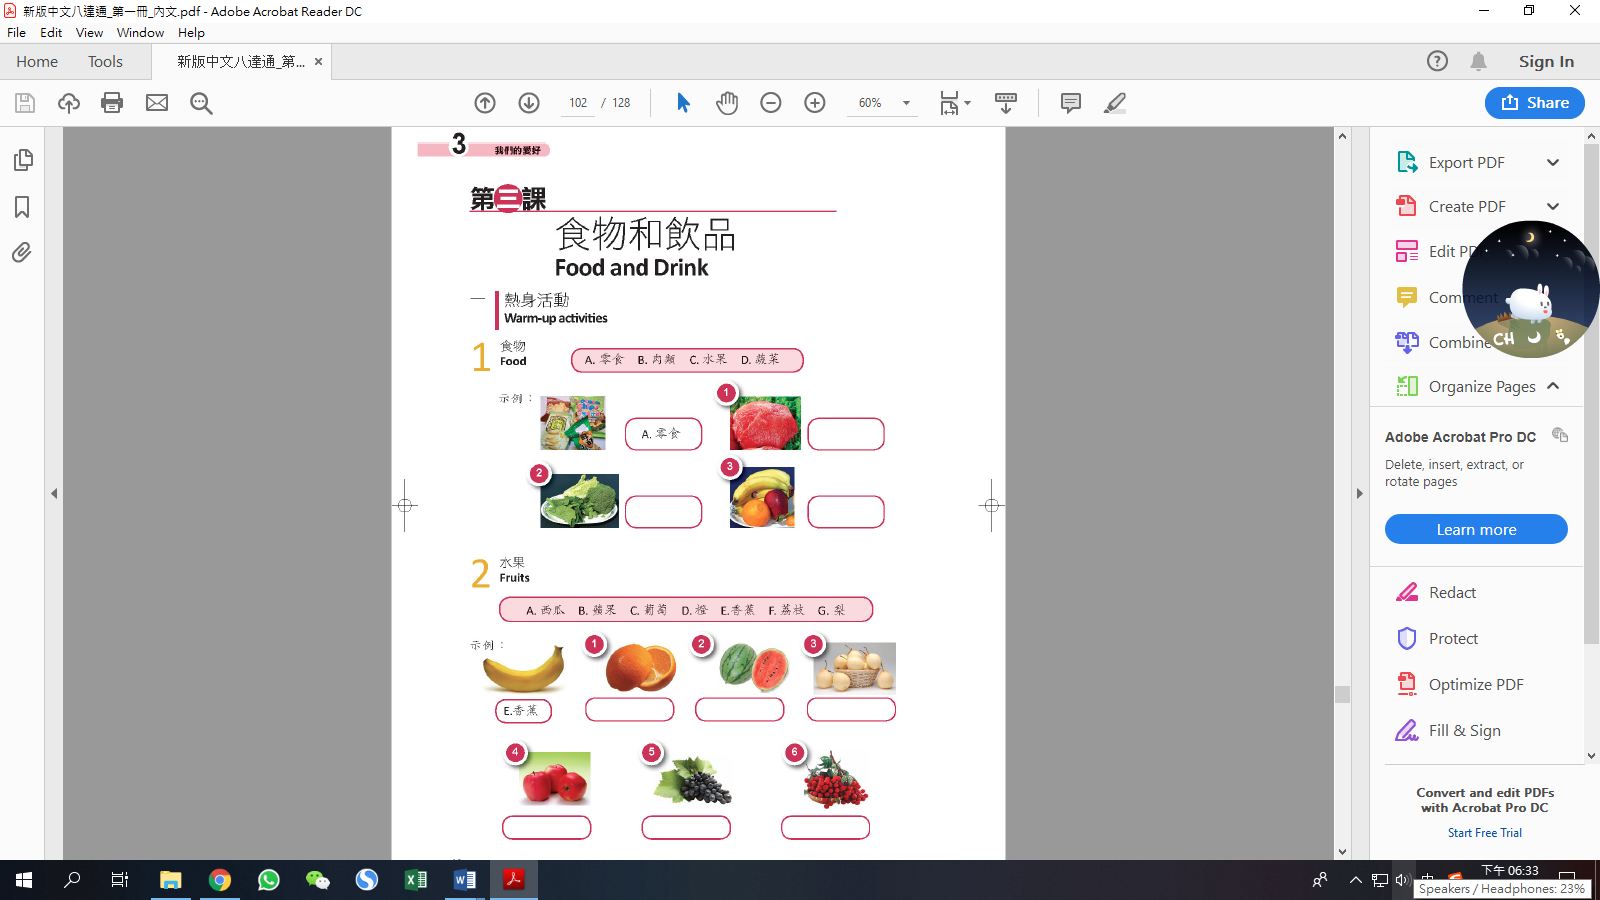 新版中文八達通_第一冊_內文.pdf - Adobe Acrobat Reader DC
File Edit View Window Help
Home Tools 新版中文八達通_第... × Sign In
102 / 128 60% Share
3 我們的愛好
第三課
食物和飲品
Food and Drink
一 熱身活動
Warm-up activities
1 食物
Food
A. 零食 B. 肉類 C. 水果 D. 蔬菜
示例：
A. 零食
1
2
3
2 水果
Fruits
A. 西瓜 B. 蘋果 C. 葡萄 D. 橙 E.香蕉 F. 荔枝 G. 梨
示例：
1 2 3
E.香蕉
4 5 6
Export PDF
Create PDF
Edit PD
Comment
Combine
CH
Organize Pages
Adobe Acrobat Pro DC
Delete, insert, extract, or
rotate pages
Learn more
Redact
Protect
Optimize PDF
Fill & Sign
Convert and edit PDFs
with Acrobat Pro DC
Start Free Trial
下午 06:33
Speakers / Headphones: 23%